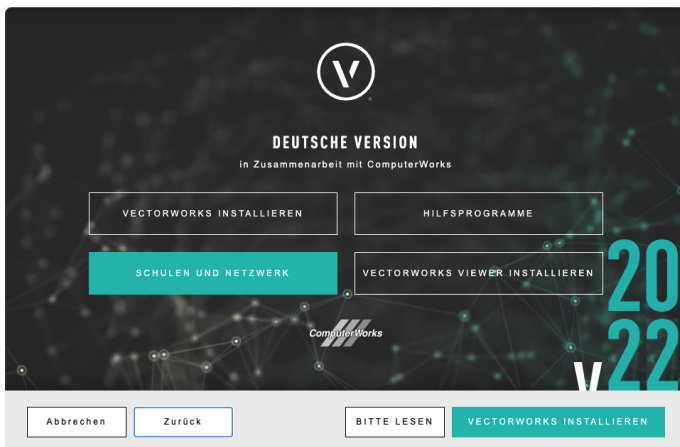 DEUTSCHE VERSION
in Zusammenarbeit mit ComputerWorks
VECTORWORKS INSTALLIEREN
HILFSPROGRAMME
SCHULEN UND NETZWERK
VECTORWORKS VIEWER INSTALLIEREN
20
22
V
ComputerWorks
Abbrechen
Zurück
BITTE LESEN
VECTORWORKS INSTALLIEREN